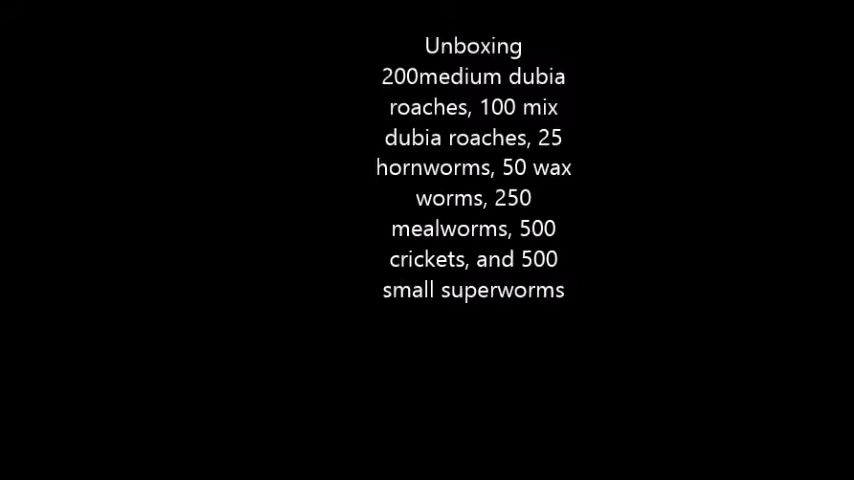 Unboxing
200medium dubia
roaches, 100 mix
dubia roaches, 25
hornworms, 50 wax
worms, 250
mealworms, 500
crickets, and 500
small superworms